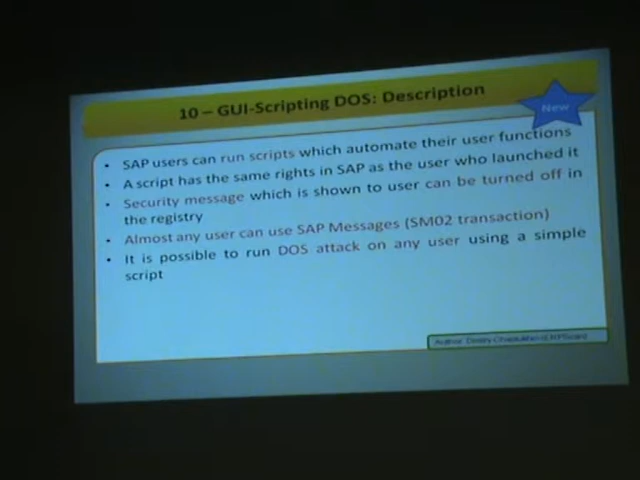 10 – GUI-Scripting DOS: Description
New
• SAP users can run scripts which automate their user functions
• A script has the same rights in SAP as the user who launched it
• Security message which is shown to user can be turned off in
the registry
• Almost any user can use SAP Messages (SM02 transaction)
• It is possible to run DOS attack on any user using a simple
script
Author: Dmitry